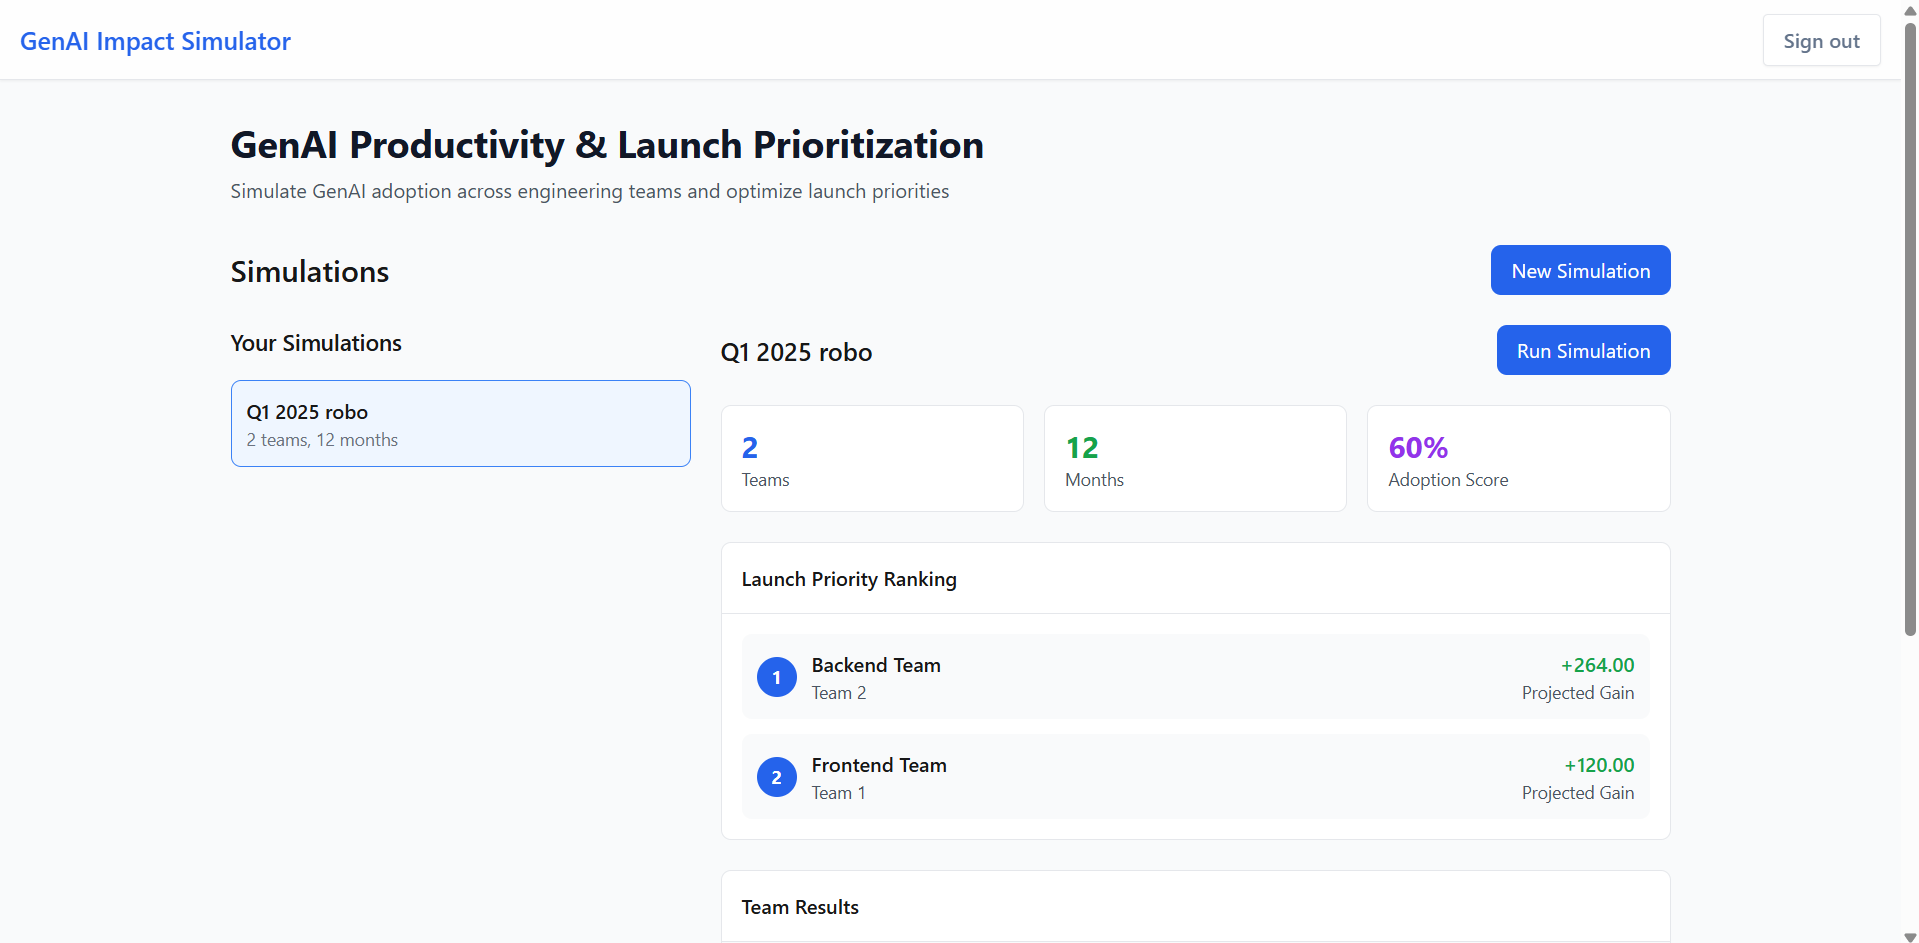 GenAI Impact Simulator
Sign out
GenAI Productivity & Launch Prioritization
Simulate GenAI adoption across engineering teams and optimize launch priorities
Simulations
New Simulation
Your Simulations
Q1 2025 robo
2 teams, 12 months
Q1 2025 robo
Run Simulation
2
Teams
12
Months
60%
Adoption Score
Launch Priority Ranking
1
Backend Team
Team 2
+264.00
Projected Gain
2
Frontend Team
Team 1
+120.00
Projected Gain
Team Results